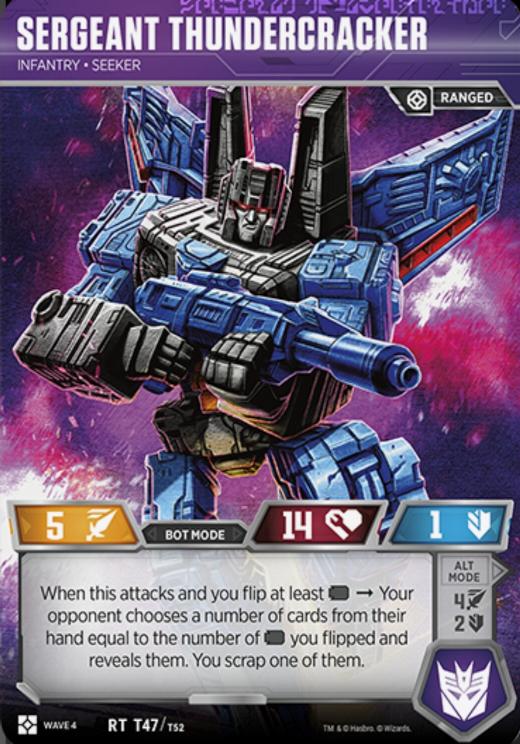 SERGEANT THUNDERCRACKER
INFANTRY • SEEKER
RANGED
5
BOT MODE
14
1
When this attacks and you flip at least → Your
opponent chooses a number of cards from their
hand equal to the number of you flipped and
reveals them. You scrap one of them.
ALT
MODE
4
2
WAVE 4
RT T47/T52
TM & © Hasbro. © Wizards.